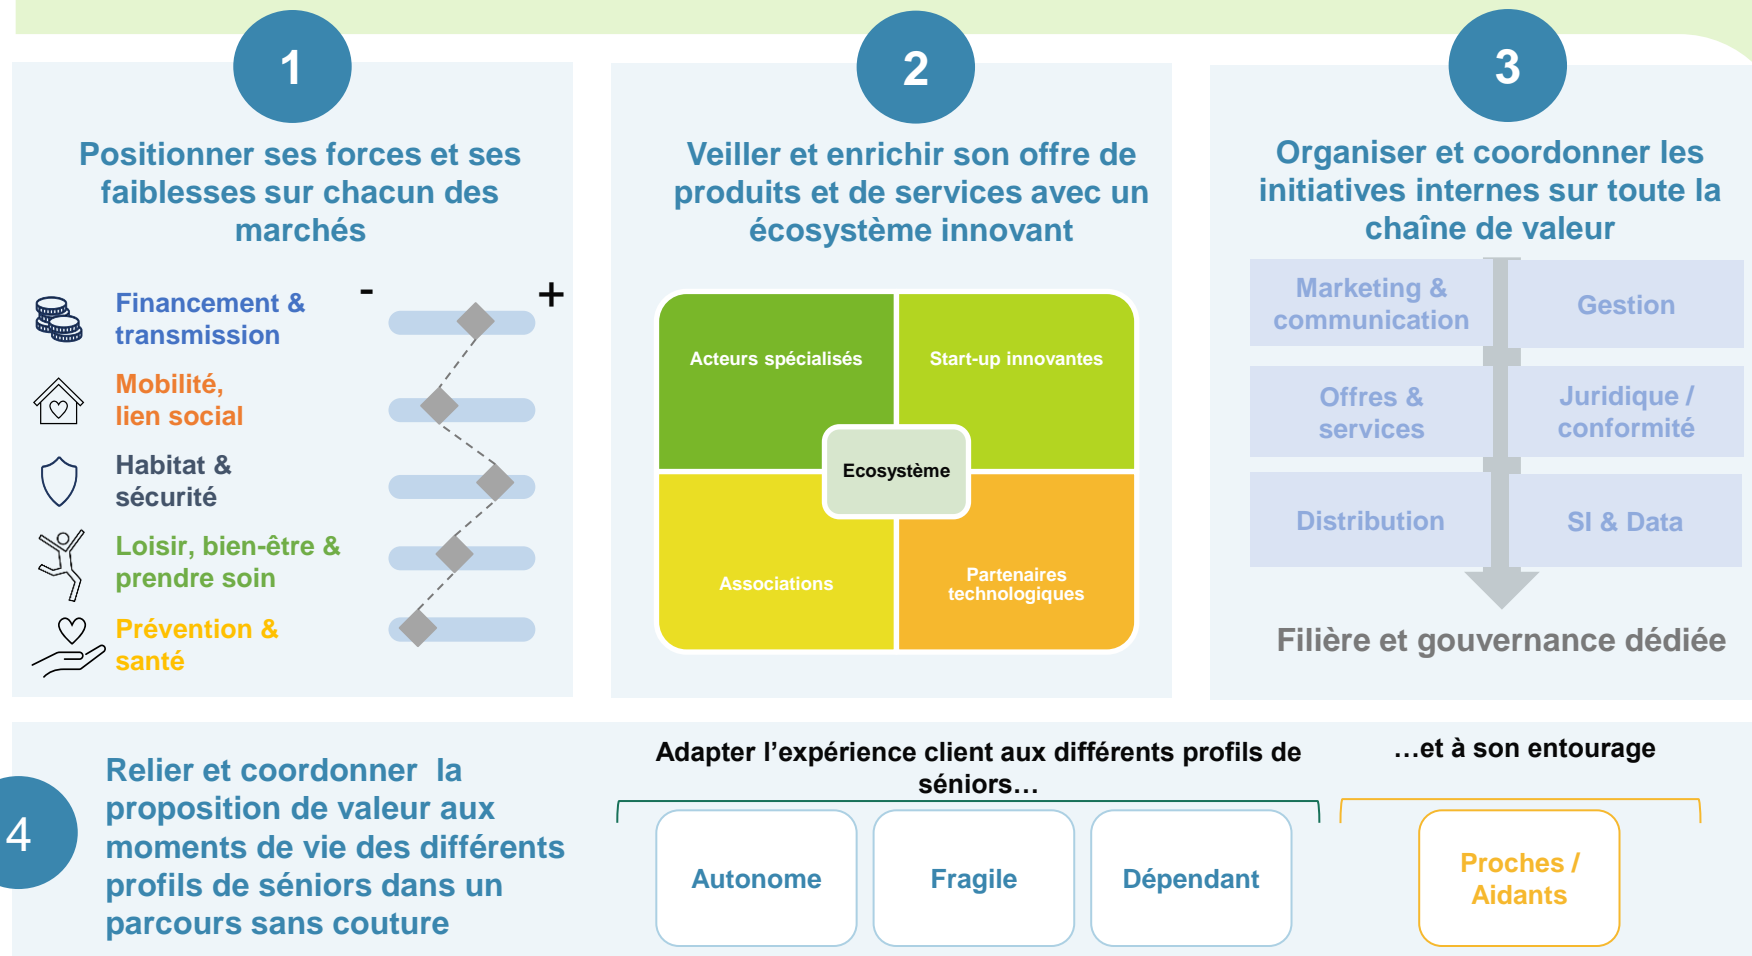 1
Positionner ses forces et ses
faiblesses sur chacun des
marchés
-
+
Financement &
transmission
Mobilité,
lien social
Habitat &
sécurité
Loisir, bien-être &
prendre soin
Prévention &
santé
2
Veiller et enrichir son offre de
produits et de services avec un
écosystème innovant
Acteurs spécialisés
Start-up innovantes
Ecosystème
Associations
Partenaires
technologiques
3
Organiser et coordonner les
initiatives internes sur toute la
chaîne de valeur
Marketing &
communication
Gestion
Offres &
services
Juridique /
conformité
Distribution
SI & Data
Filière et gouvernance dédiée
4
Relier et coordonner  la
proposition de valeur aux
moments de vie des différents
profils de séniors dans un
parcours sans couture
Adapter l’expérience client aux différents profils de
séniors…
Autonome
Fragile
Dépendant
…et à son entourage
Proches /
Aidants